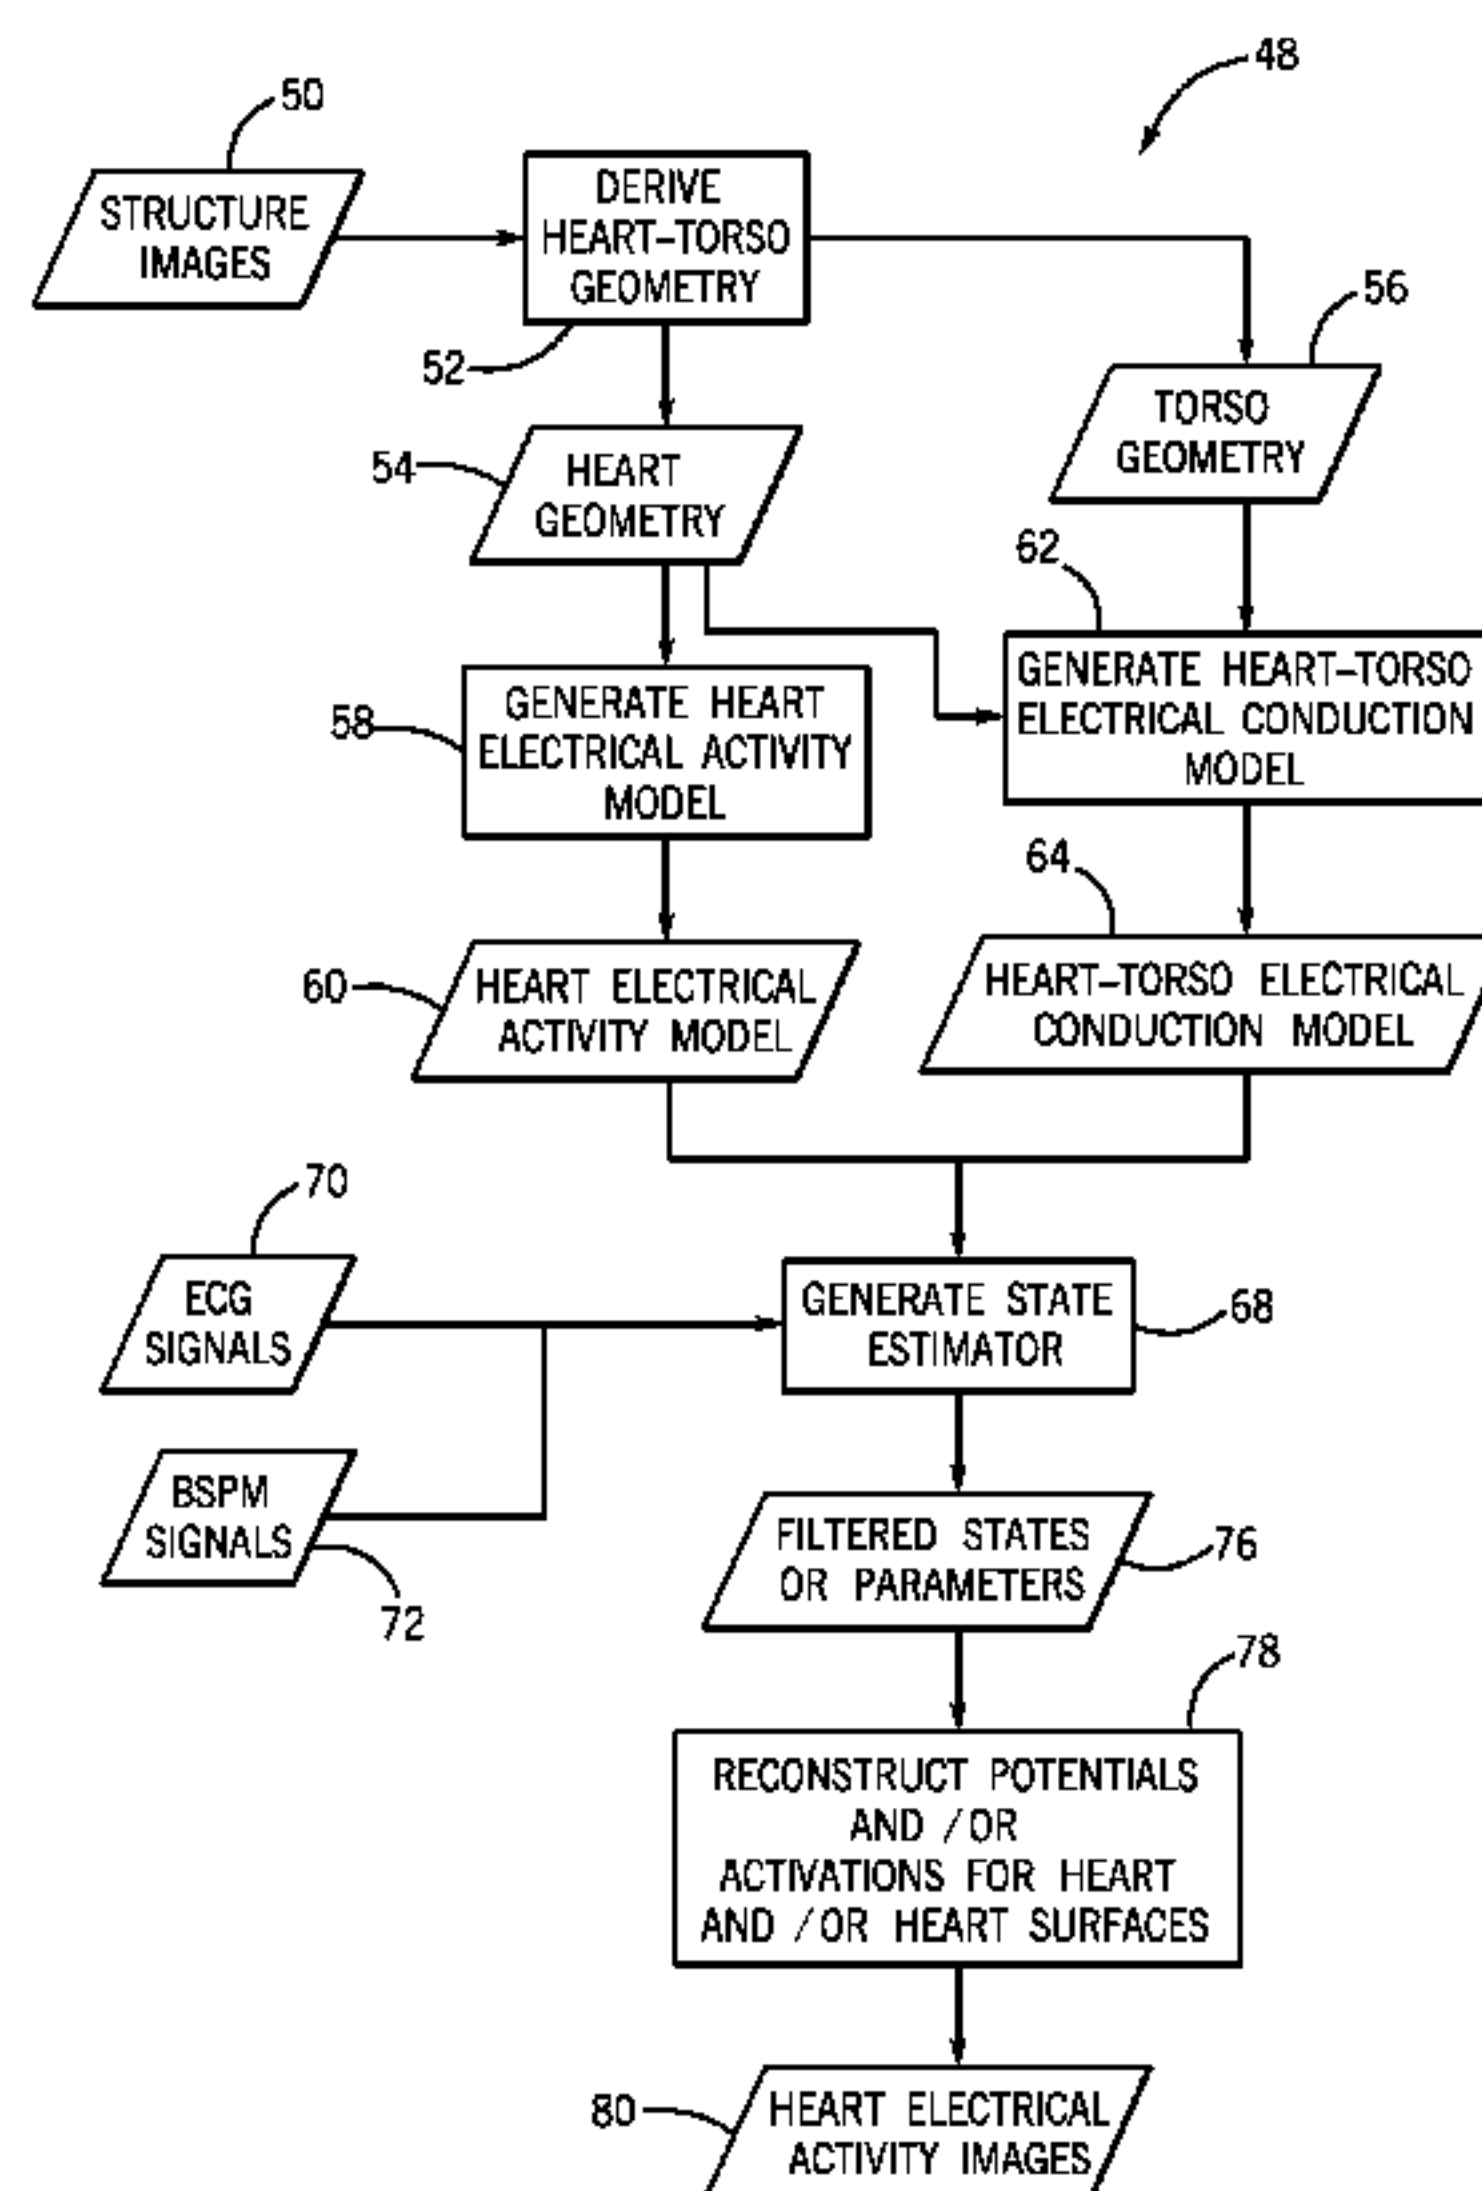 48
50
STRUCTURE
IMAGES
DERIVE
HEART-TORSO
GEOMETRY
52
56
TORSO
GEOMETRY
54
HEART
GEOMETRY
62
GENERATE HEART-TORSO
ELECTRICAL CONDUCTION
MODEL
58
GENERATE HEART
ELECTRICAL ACTIVITY
MODEL
64
60
HEART ELECTRICAL
ACTIVITY MODEL
HEART-TORSO ELECTRICAL
CONDUCTION MODEL
70
ECG
SIGNALS
GENERATE STATE
ESTIMATOR
68
BSPM
SIGNALS
72
FILTERED STATES
OR PARAMETERS
76
78
RECONSTRUCT POTENTIALS
AND /OR
ACTIVATIONS FOR HEART
AND /OR HEART SURFACES
80
HEART ELECTRICAL
ACTIVITY IMAGES